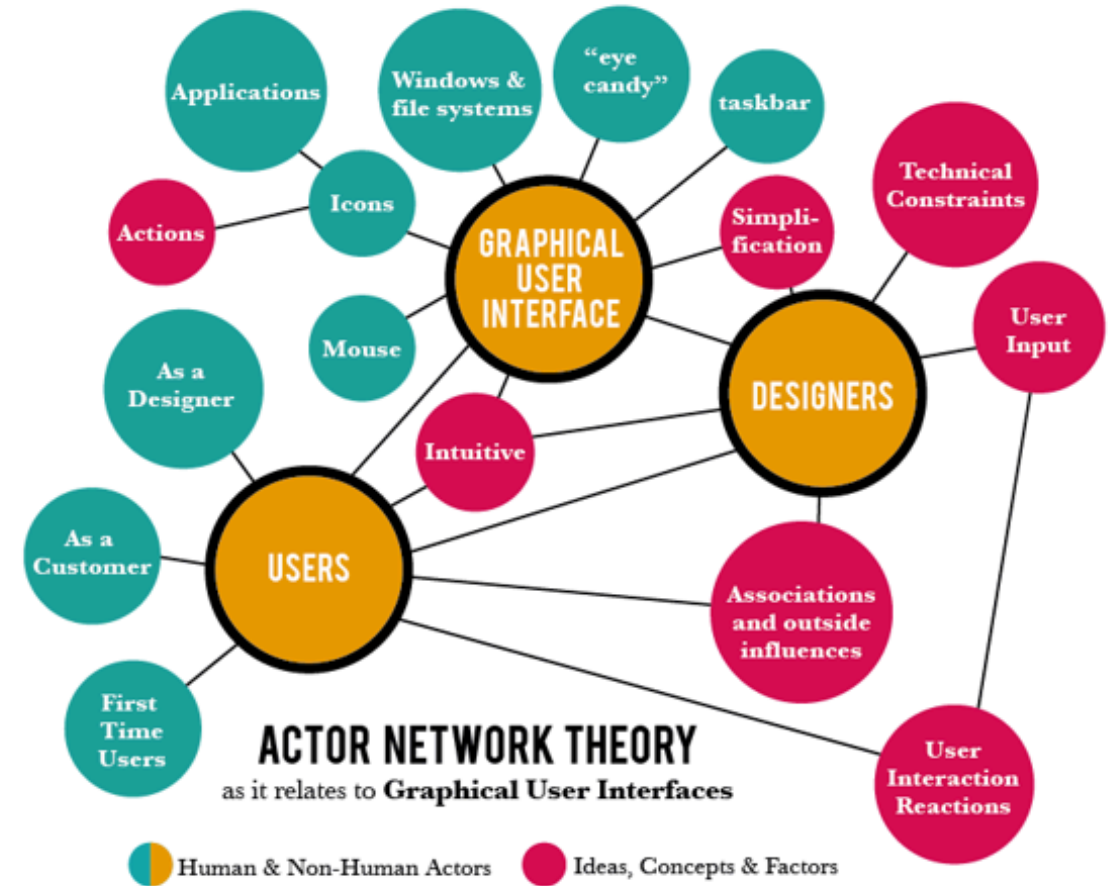 Applications
Windows &
file systems
“eye
candy”
taskbar
Technical
Constraints
Actions
Icons
GRAPHICAL
USER
INTERFACE
Simpli-
fication
User
Input
Mouse
As a
Designer
DESIGNERS
Intuitive
As a
Customer
USERS
Associations
and outside
influences
First
Time
Users
User
Interaction
Reactions
ACTOR NETWORK THEORY
as it relates to Graphical User Interfaces
Human & Non-Human Actors
Ideas, Concepts & Factors